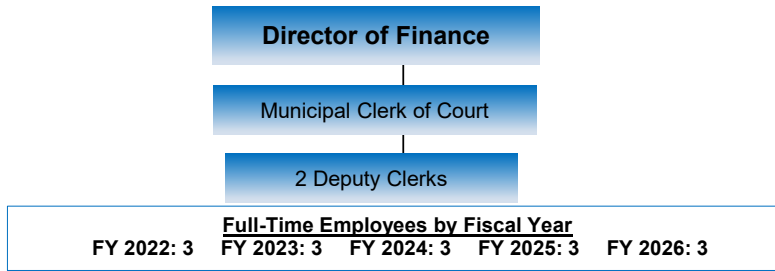 Director of Finance
Municipal Clerk of Court
2 Deputy Clerks
Full-Time Employees by Fiscal Year
FY 2022: 3 FY 2023: 3 FY 2024: 3 FY 2025: 3 FY 2026: 3